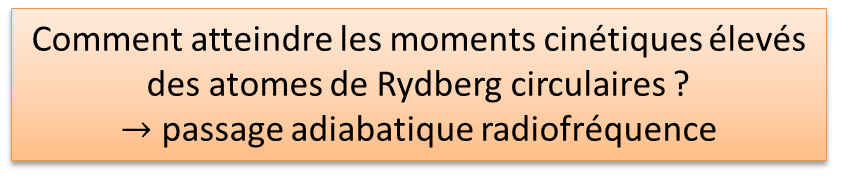 Comment atteindre les moments cinétiques élevés
des atomes de Rydberg circulaires ?
→ passage adiabatique radiofréquence